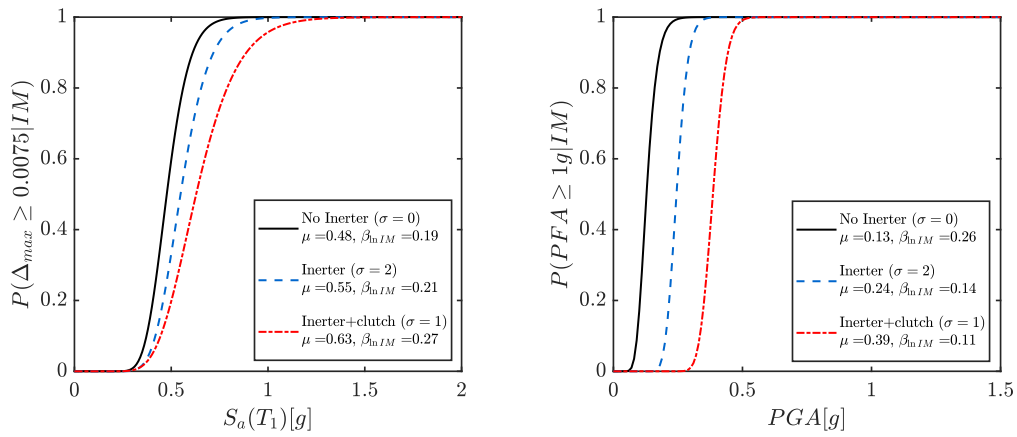 P(Δmax ≥ 0.0075|IM)
1
0.8
0.6
0.4
0.2
0
No Inerter (σ = 0)
μ =0.48, βln IM =0.19
Inerter (σ = 2)
μ =0.55, βln IM =0.21
Inerter+clutch (σ = 1)
μ =0.63, βln IM =0.27
0 0.5 1 1.5 2
Sa(T1)[g]
P(PFA ≥ 1g|IM)
1
0.8
0.6
0.4
0.2
0
No Inerter (σ = 0)
μ =0.13, βln IM =0.26
Inerter (σ = 2)
μ =0.24, βln IM =0.14
Inerter+clutch (σ = 1)
μ =0.39, βln IM =0.11
0 0.5 1 1.5
PGA[g]